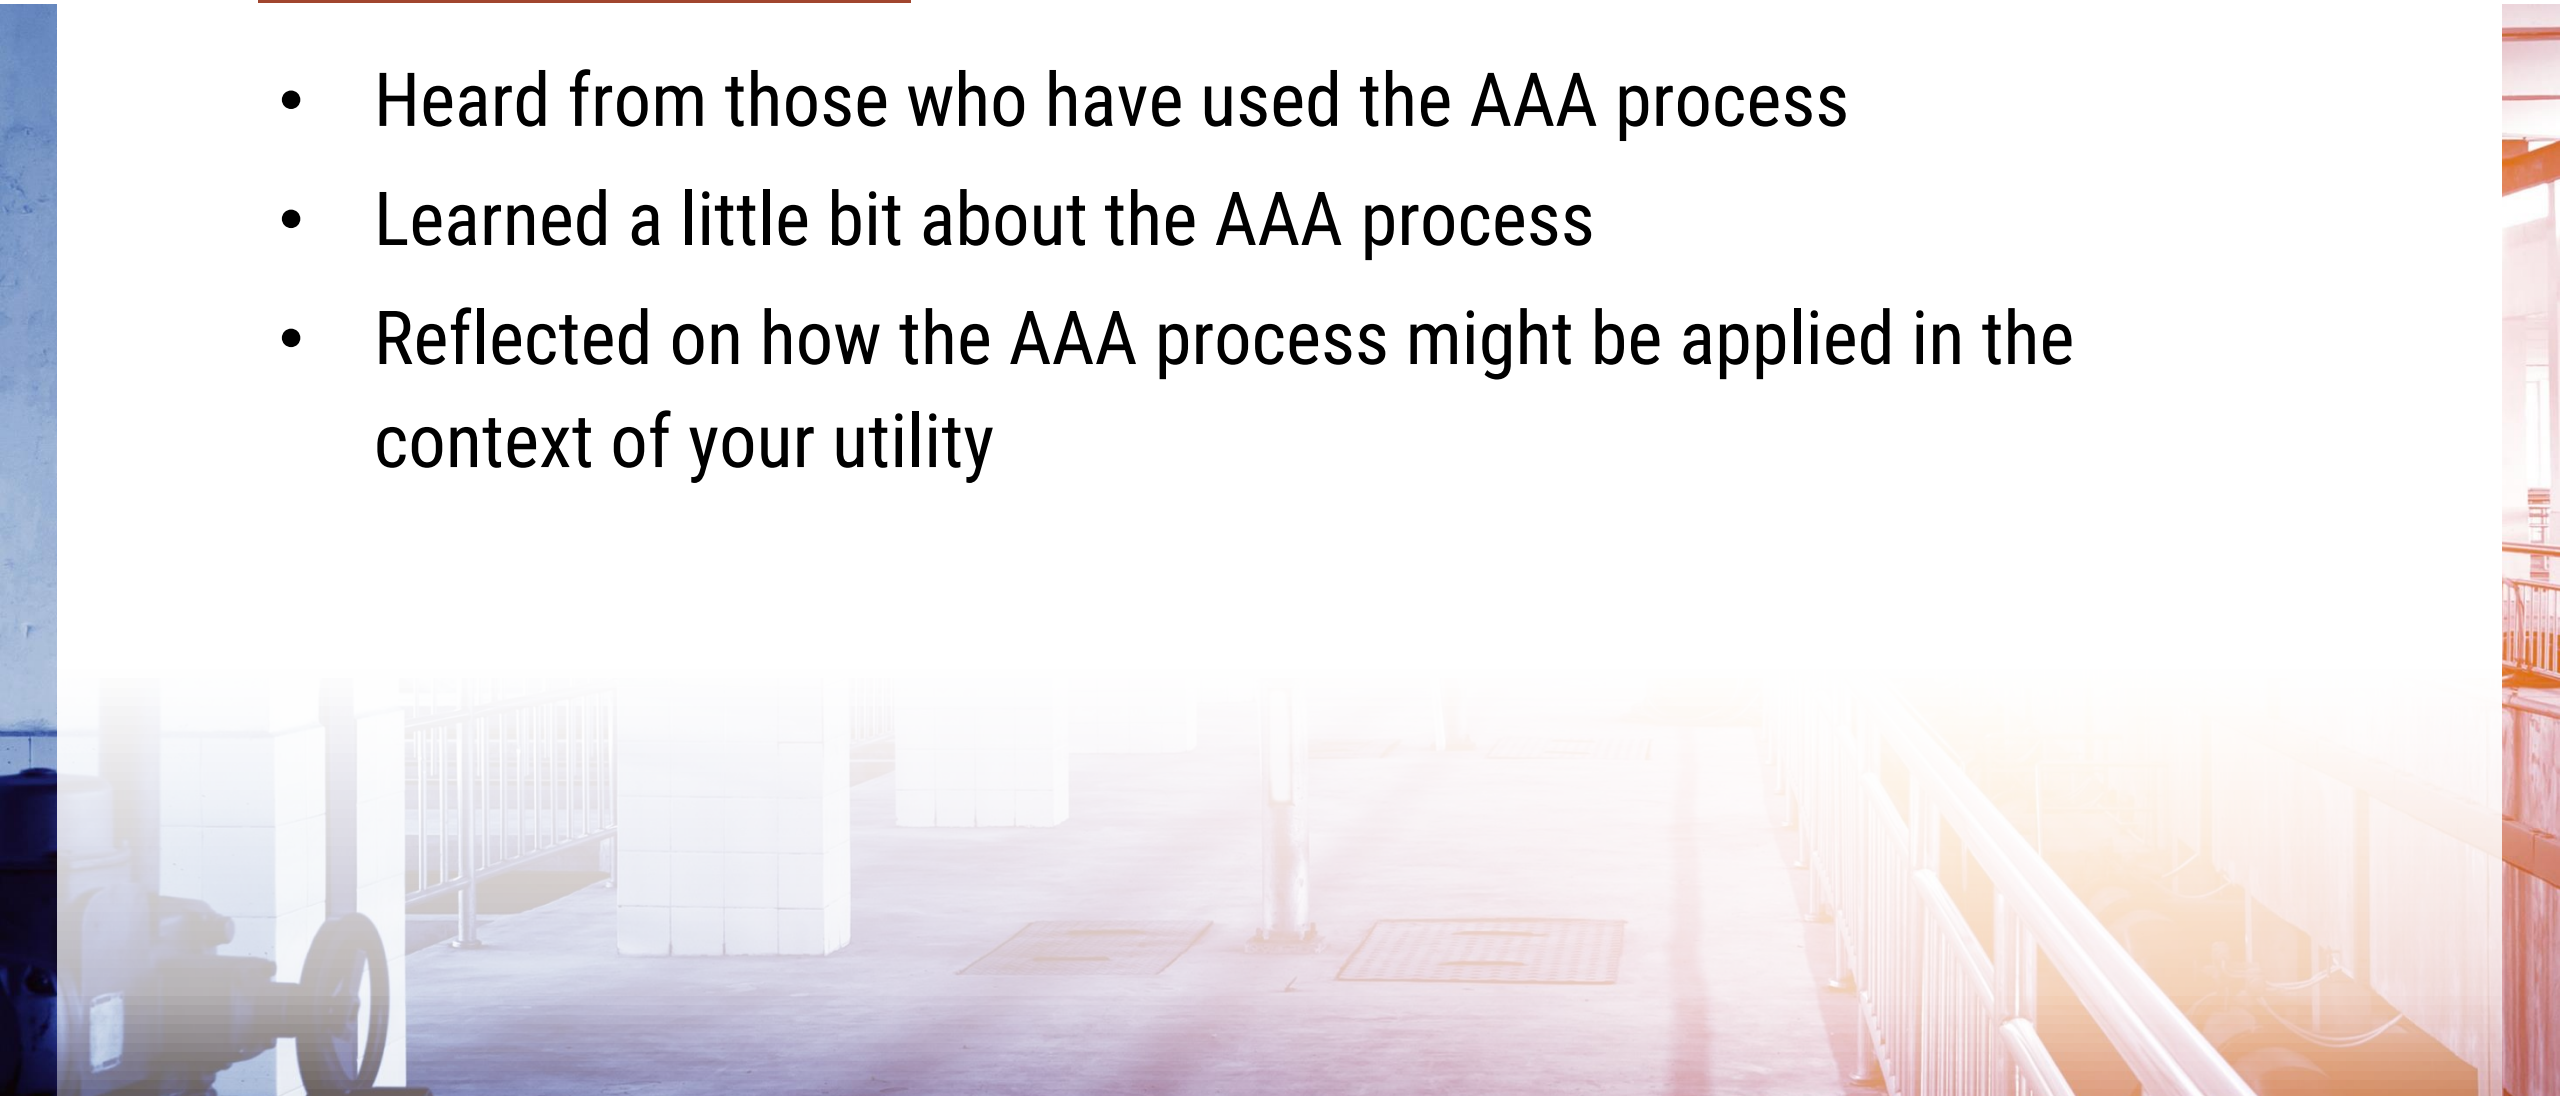 • Heard from those who have used the AAA process
• Learned a little bit about the AAA process
• Reflected on how the AAA process might be applied in the
context of your utility